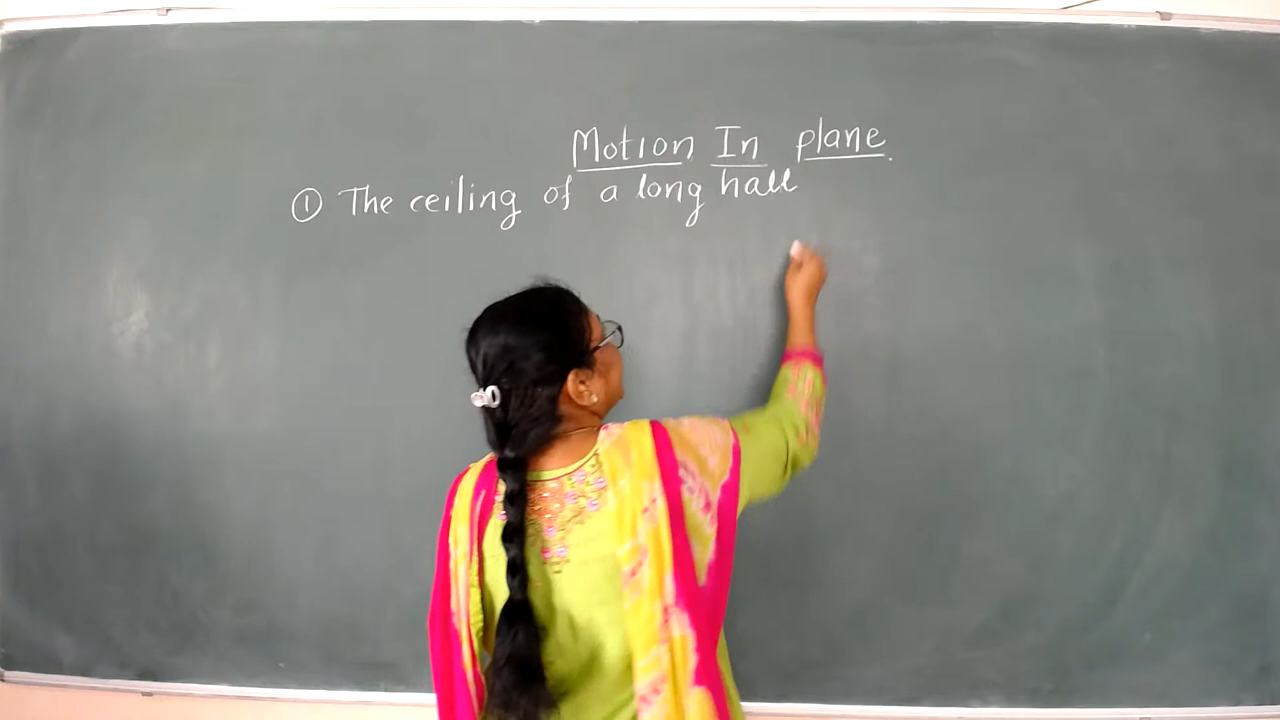 Motion In plane.
① The ceiling of a long hall